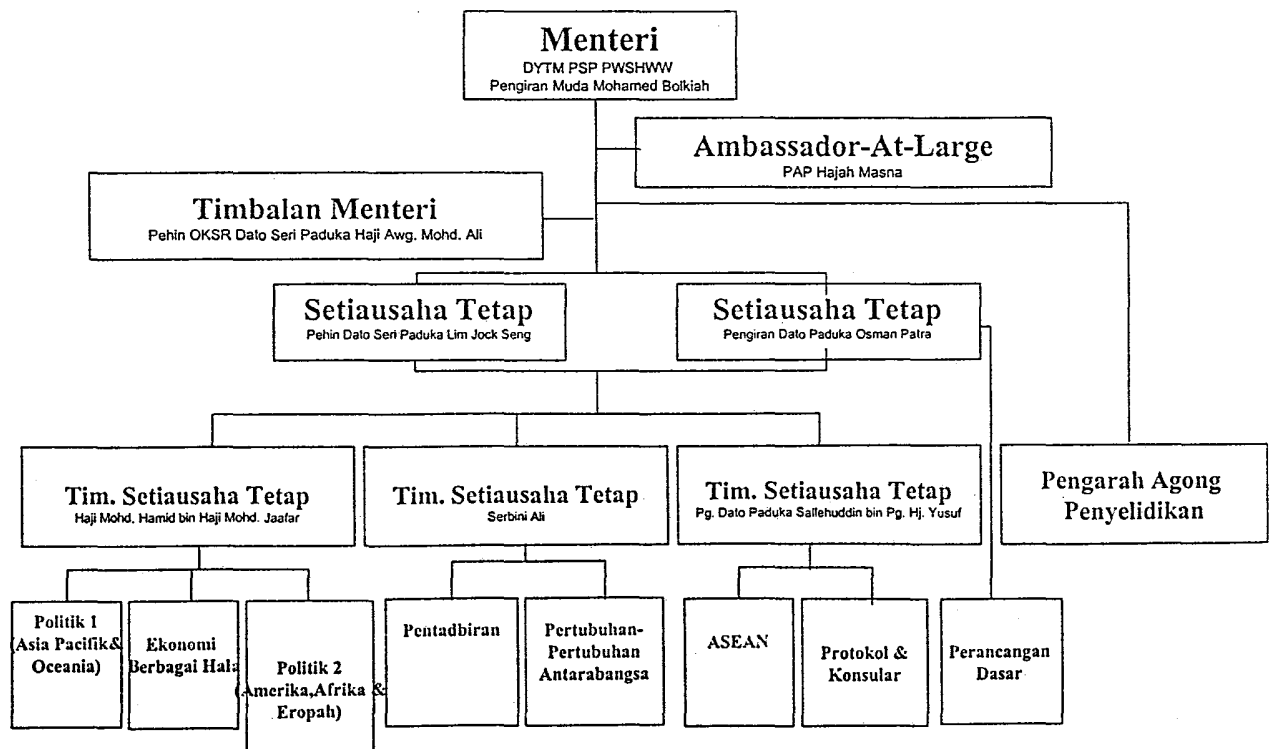 Menteri
DYTM PSP PWSHWW
Pengiran Muda Mohamed Bolkiah
Ambassador-At-Large
PAP Hajah Masna
Timbalan Menteri
Pehin OKSR Dato Seri Paduka Haji Awg. Mohd. Ali
Setiausaha Tetap
Pehin Dato Seri Paduka Lim Jock Seng
Setiausaha Tetap
Pengiran Dato Paduka Osman Patra
Tim. Setiausaha Tetap
Haji Mohd. Hamid bin Haji Mohd. Jaafar
Tim. Setiausaha Tetap
Serbini Ali
Tim. Setiausaha Tetap
Pg. Dato Paduka Sallehuddin bin Pg. Hj. Yusuf
Pengarah Agong
Penyelidikan
Politik 1
(Asia Pacifik&
Oceania)
Ekonomi
Berbagai Hala
Politik 2
(Amerika,Afrika &
Eropah)
Pentadbiran
Pertubuhan-
Pertubuhan
Antarabangsa
ASEAN
Protokol &
Konsular
Perancangan
Dasar